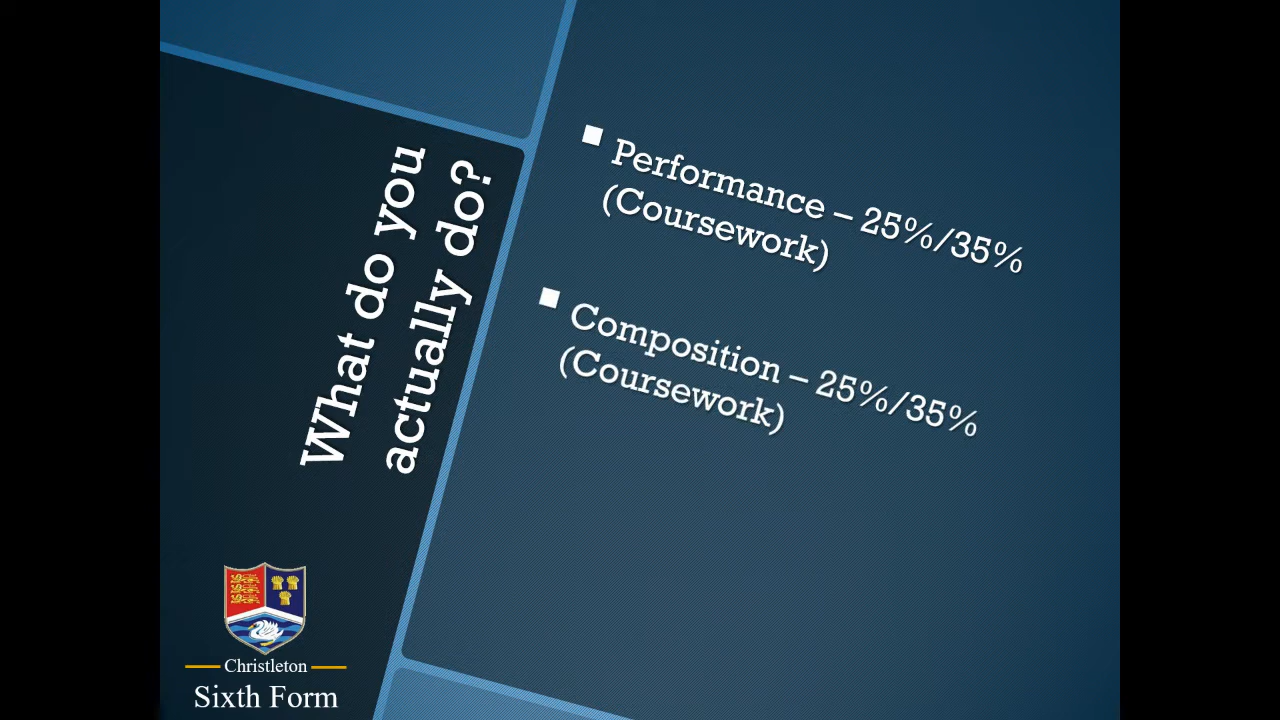 What do you
actually do?
■ Performance – 25%/35%
(Coursework)
■ Composition – 25%/35%
(Coursework)
Christleton
Sixth Form